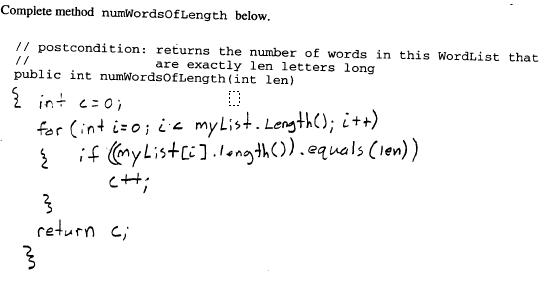 Complete method numWordsOfLength below.
// postcondition: returns the number of words in this WordList that
// are exactly len letters long
public int numWordsOfLength(int len)
{ int c=0;
for (int i=0; i< myList.Length(); i++)
{ if ((myList[i].length()).equals(len))
c++;
}
return c;
}